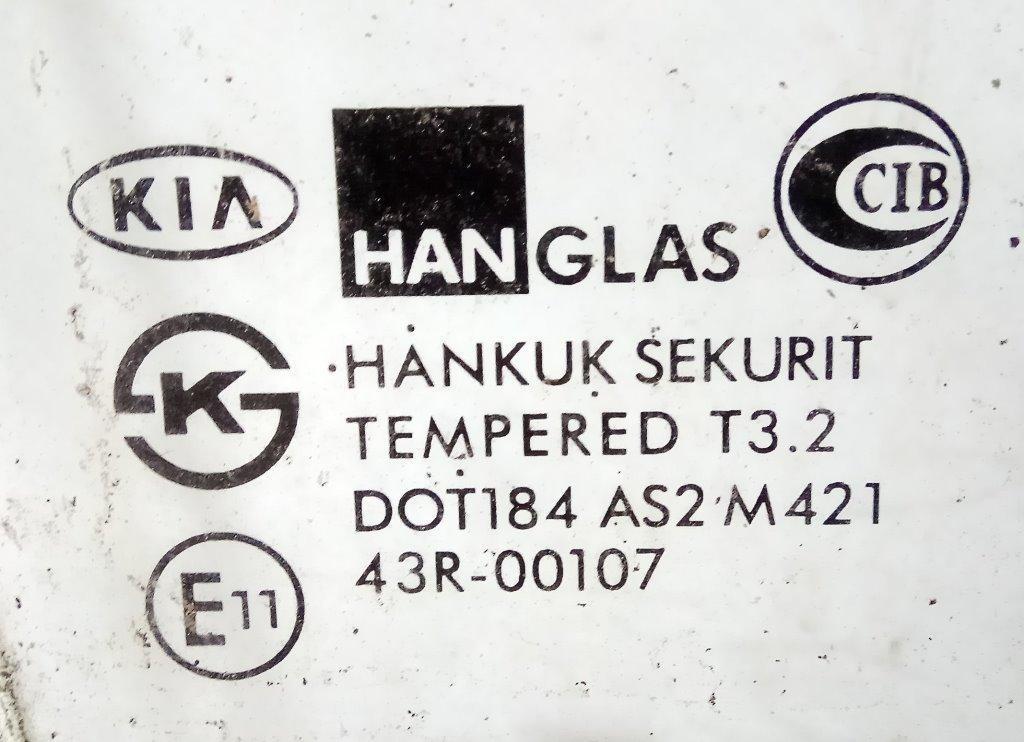 KIA
HANGLAS
CIB
K
HANKUK SEKURIT
TEMPERED T3.2
DOT184 AS2 M421
43R-00107
E11